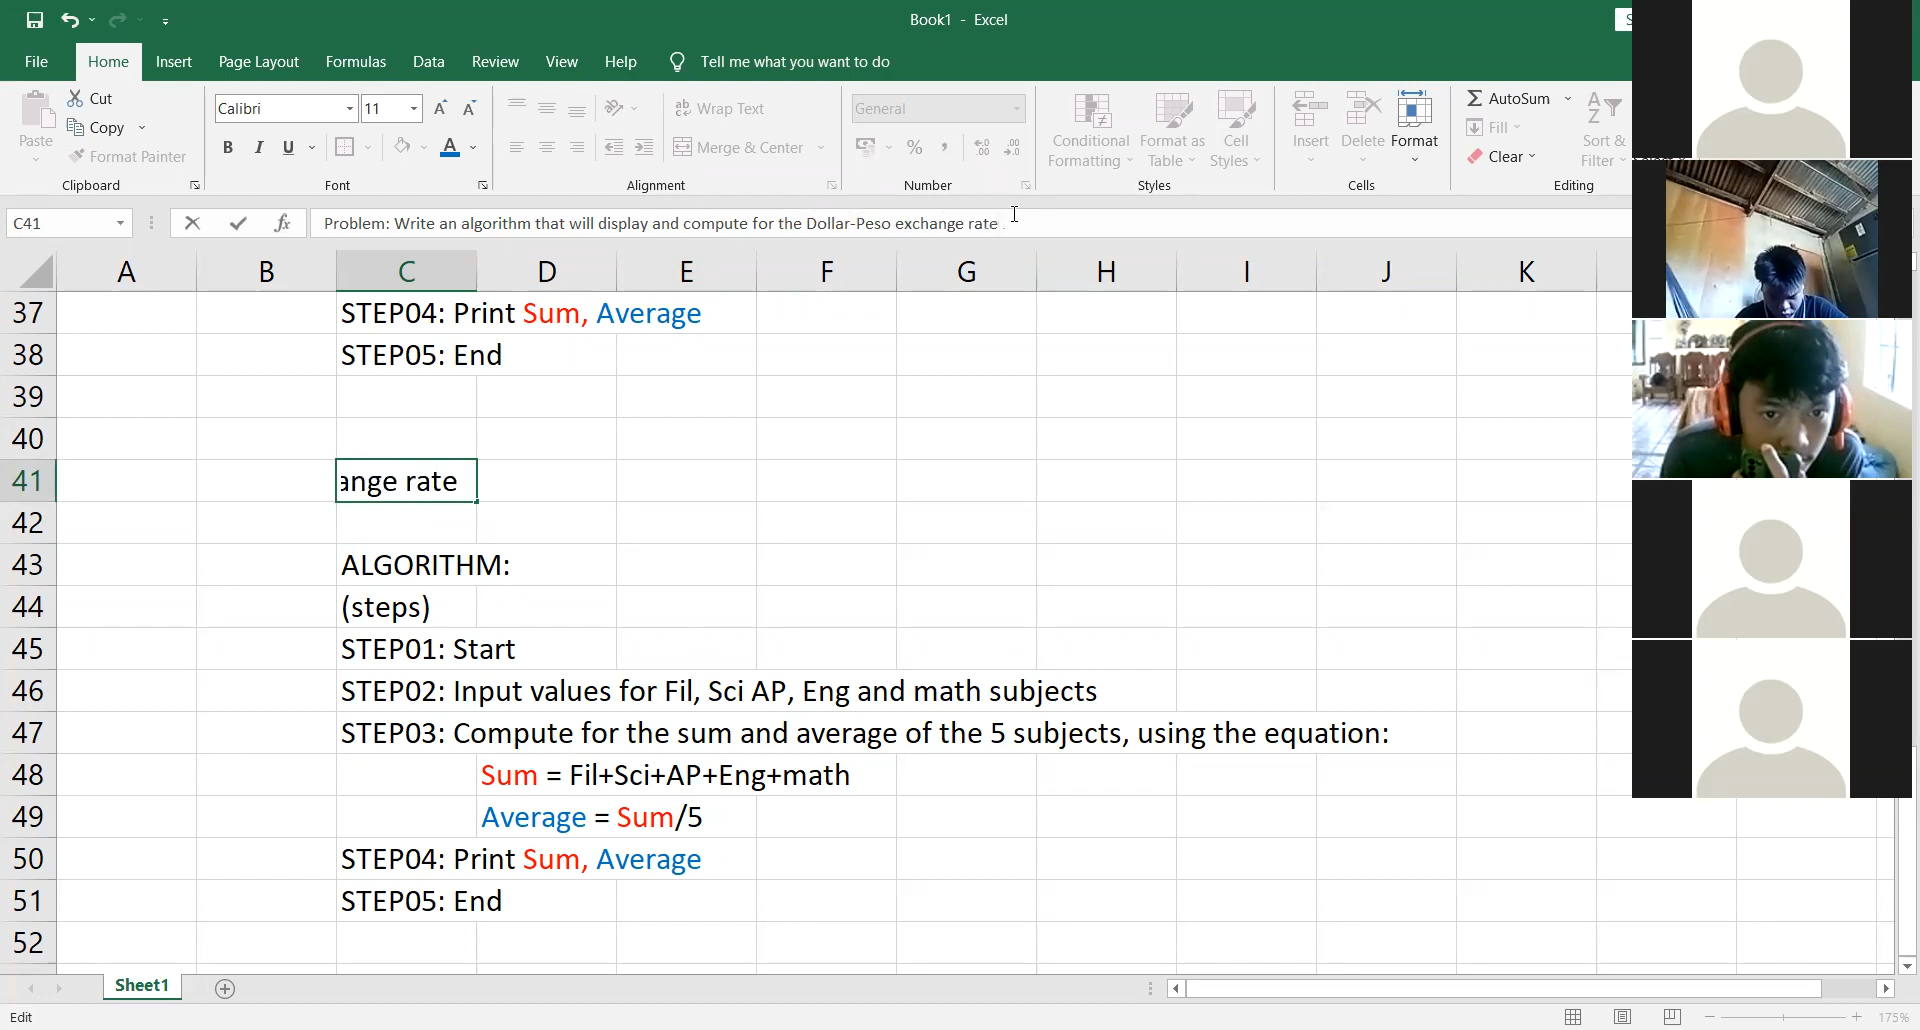 Book1 - Excel
File Home Insert Page Layout Formulas Data Review View Help Tell me what you want to do
Paste
Cut
Copy
Format Painter
Clipboard
Calibri 11
A A
B I U A
Font
ab Wrap Text
Merge & Center
Alignment
General
% ,
Number
Conditional Formatting
Format as Table
Cell Styles
Styles
Insert Delete Format
Cells
AutoSum
Fill
Clear
Sort & Filter
Editing
C41 fx Problem: Write an algorithm that will display and compute for the Dollar-Peso exchange rate
A B C D E F G H I J K
37 STEP04: Print Sum, Average
38 STEP05: End
39
40
41 ange rate
42
43 ALGORITHM:
44 (steps)
45 STEP01: Start
46 STEP02: Input values for Fil, Sci AP, Eng and math subjects
47 STEP03: Compute for the sum and average of the 5 subjects, using the equation:
48 Sum = Fil+Sci+AP+Eng+math
49 Average = Sum/5
50 STEP04: Print Sum, Average
51 STEP05: End
52
Sheet1
Edit
175%